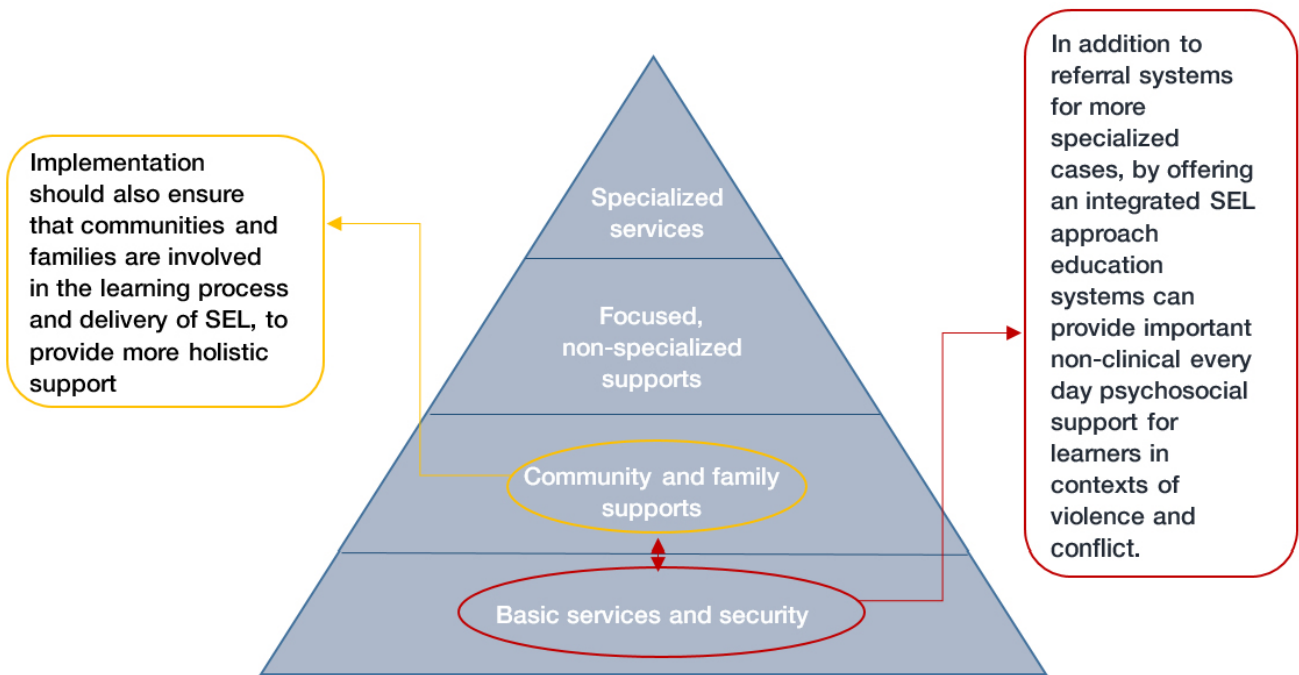 Implementation
should also ensure
that communities and
families are involved
in the learning process
and delivery of SEL, to
provide more holistic
support
Specialized
services
Focused,
non-specialized
supports
Community and family
supports
Basic services and security
In addition to
referral systems
for more
specialized
cases, by offering
an integrated SEL
approach
education
systems can
provide important
non-clinical every
day psychosocial
support for
learners in
contexts of
violence and
conflict.